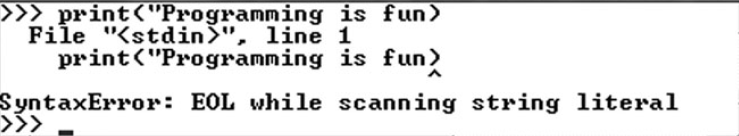 >>> print("Programming is fun)
  File "<stdin>", line 1
    print("Programming is fun)
                             ^
SyntaxError: EOL while scanning string literal
>>> _